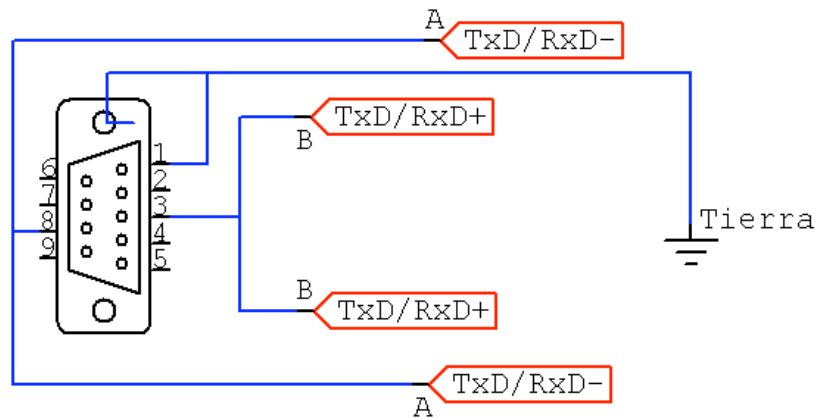 A
TxD/RxD-
TxD/RxD+
B
1
6
2
7
3
8
4
9
5
Tierra
B
TxD/RxD+
TxD/RxD-
A